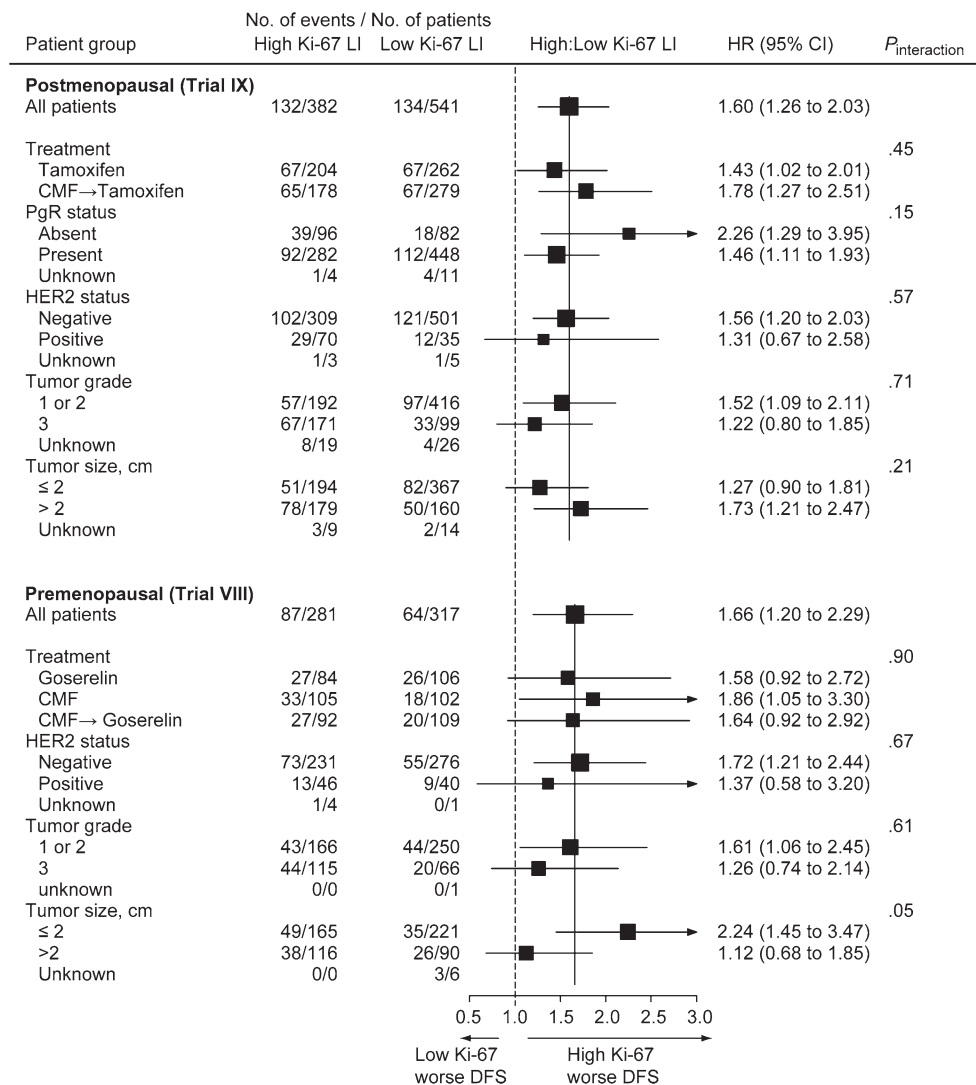 No. of events / No. of patients
Patient group High Ki-67 LI Low Ki-67 LI High:Low Ki-67 LI HR (95% CI) Pinteraction
Postmenopausal (Trial IX)
All patients 132/382 134/541 1.60 (1.26 to 2.03)
Treatment .45
Tamoxifen 67/204 67/262 1.43 (1.02 to 2.01)
CMF→Tamoxifen 65/178 67/279 1.78 (1.27 to 2.51)
PgR status .15
Absent 39/96 18/82 2.26 (1.29 to 3.95)
Present 92/282 112/448 1.46 (1.11 to 1.93)
Unknown 1/4 4/11
HER2 status .57
Negative 102/309 121/501 1.56 (1.20 to 2.03)
Positive 29/70 12/35 1.31 (0.67 to 2.58)
Unknown 1/3 1/5
Tumor grade .71
1 or 2 57/192 97/416 1.52 (1.09 to 2.11)
3 67/171 33/99 1.22 (0.80 to 1.85)
Unknown 8/19 4/26
Tumor size, cm .21
≤ 2 51/194 82/367 1.27 (0.90 to 1.81)
> 2 78/179 50/160 1.73 (1.21 to 2.47)
Unknown 3/9 2/14
Premenopausal (Trial VIII)
All patients 87/281 64/317 1.66 (1.20 to 2.29)
Treatment .90
Goserelin 27/84 26/106 1.58 (0.92 to 2.72)
CMF 33/105 18/102 1.86 (1.05 to 3.30)
CMF→ Goserelin 27/92 20/109 1.64 (0.92 to 2.92)
HER2 status .67
Negative 73/231 55/276 1.72 (1.21 to 2.44)
Positive 13/46 9/40 1.37 (0.58 to 3.20)
Unknown 1/4 0/1
Tumor grade .61
1 or 2 43/166 44/250 1.61 (1.06 to 2.45)
3 44/115 20/66 1.26 (0.74 to 2.14)
unknown 0/0 0/1
Tumor size, cm .05
≤ 2 49/165 35/221 2.24 (1.45 to 3.47)
>2 38/116 26/90 1.12 (0.68 to 1.85)
Unknown 0/0 3/6
0.5 1.0 1.5 2.0 2.5 3.0
Low Ki-67 High Ki-67
worse DFS worse DFS